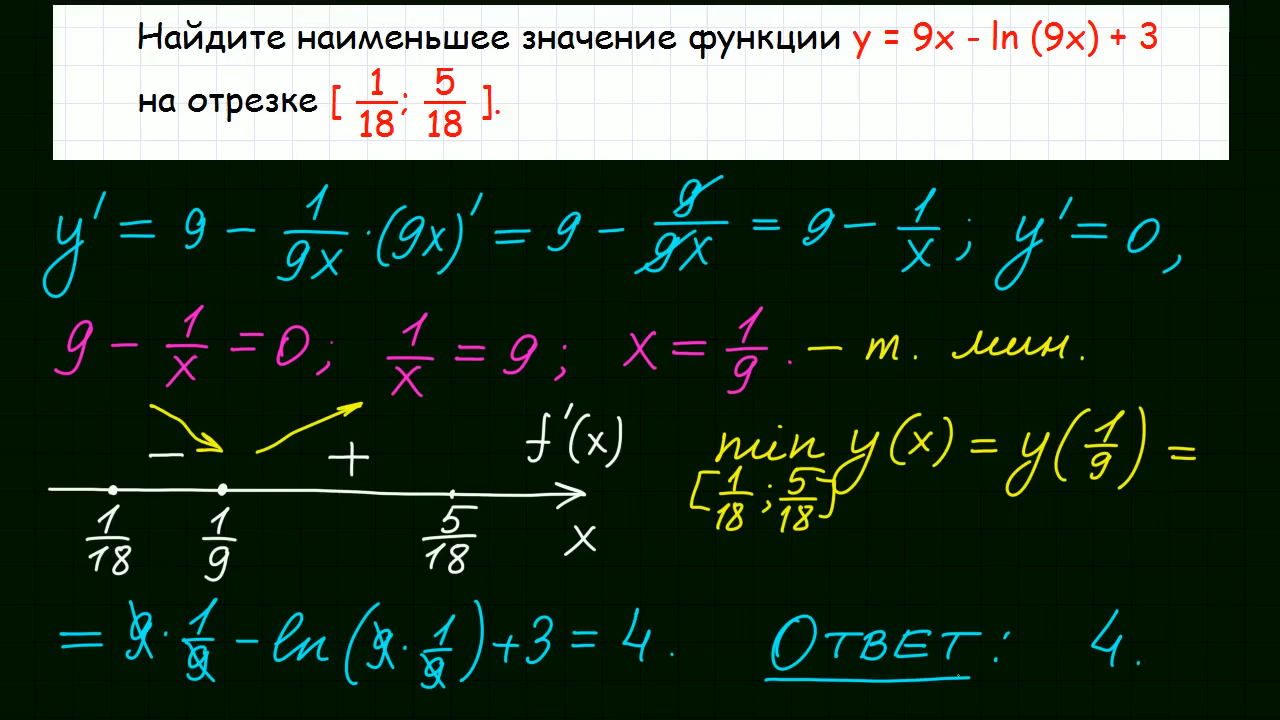 Найдите наименьшее значение функции y = 9x - ln (9x) + 3
на отрезке [ 1/18 ; 5/18 ].
y' = 9 - 1/9x · (9x)' = 9 - 9/9x = 9 - 1/x ; y' = 0 ,
9 - 1/x = 0 ; 1/x = 9 ; x = 1/9 . - т. мин.
- + f'(x)
1/18 1/9 5/18 x
min y(x) = y(1/9) =
[1/18 ; 5/18]
= 9 · 1/9 - ln (9 · 1/9) + 3 = 4 . Ответ : 4 .